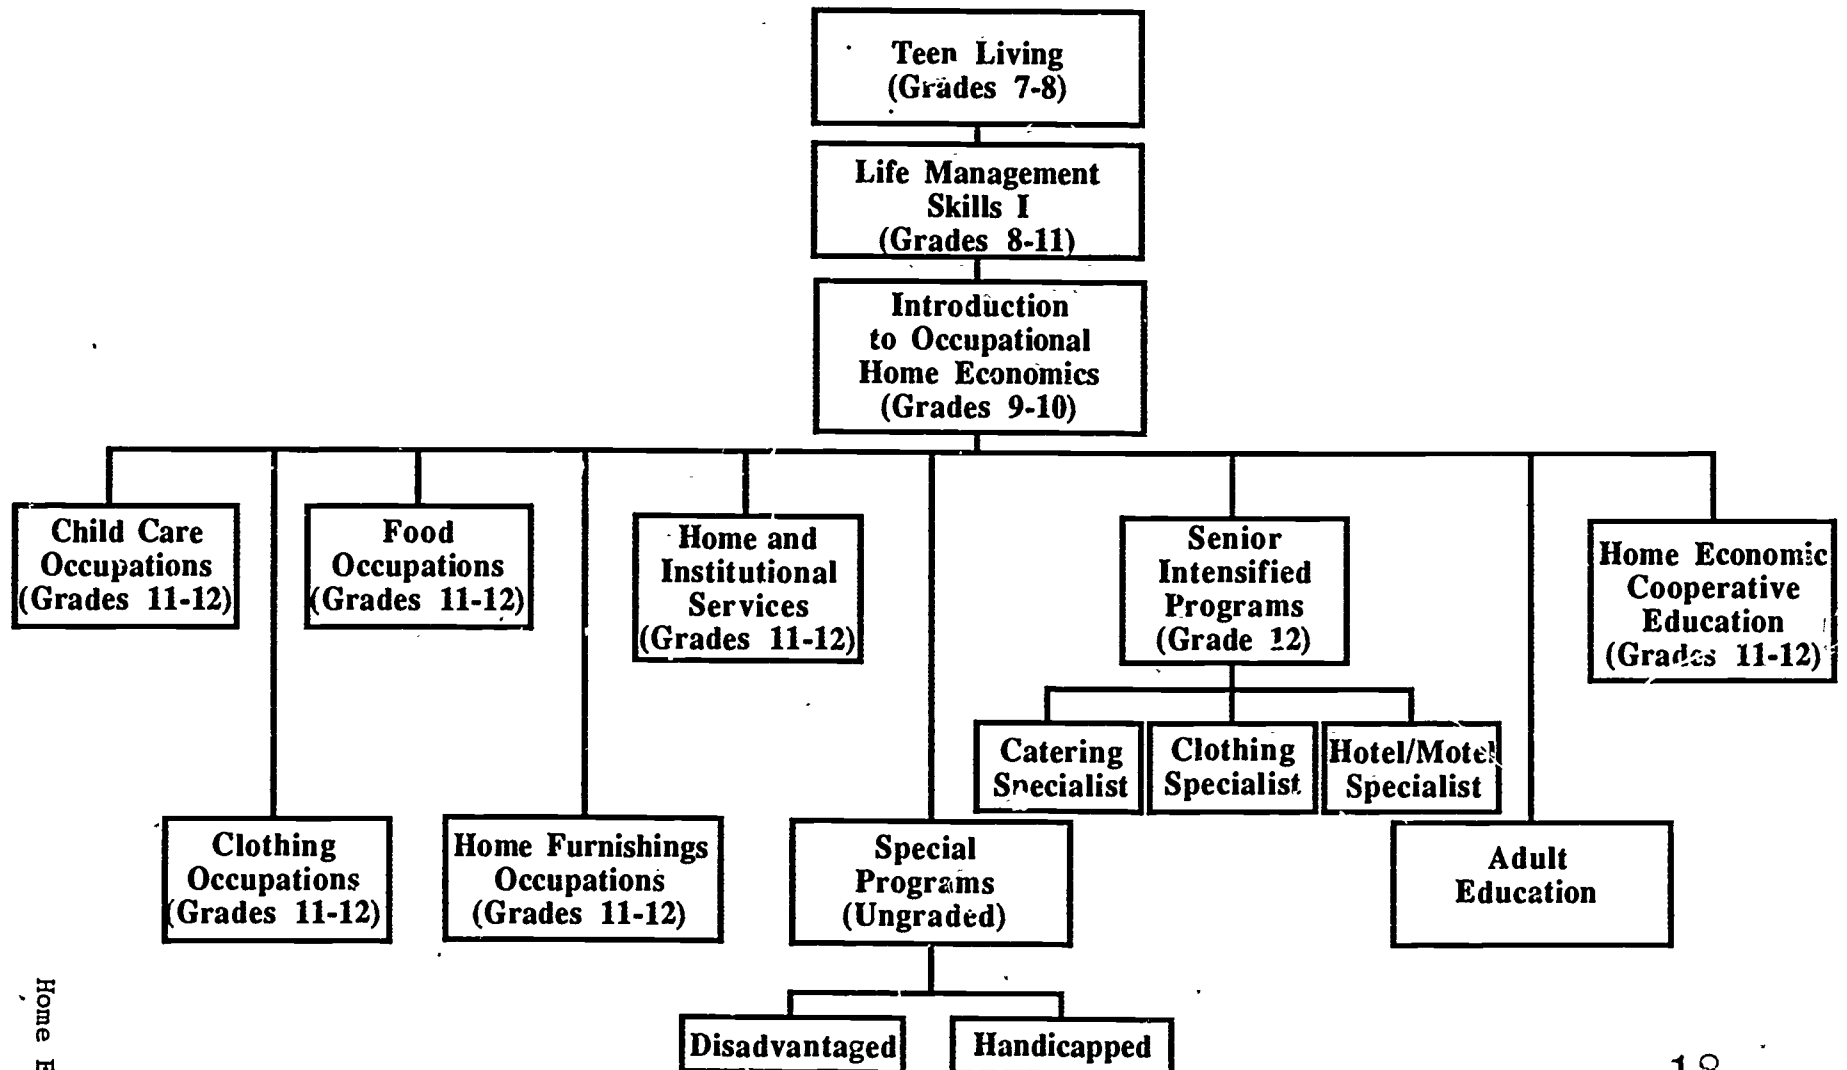 Teen Living
(Grades 7-8)
Life Management
Skills I
(Grades 8-11)
Introduction
to Occupational
Home Economics
(Grades 9-10)
Child Care
Occupations
(Grades 11-12)
Food
Occupations
(Grades 11-12)
Home and
Institutional
Services
(Grades 11-12)
Senior
Intensified
Programs
(Grade 12)
Home Economic
Cooperative
Education
(Grades 11-12)
Catering
Specialist
Clothing
Specialist
Hotel/Motel
Specialist
Clothing
Occupations
(Grades 11-12)
Home Furnishings
Occupations
(Grades 11-12)
Special
Programs
(Ungraded)
Adult
Education
Disadvantaged
Handicapped
Home E